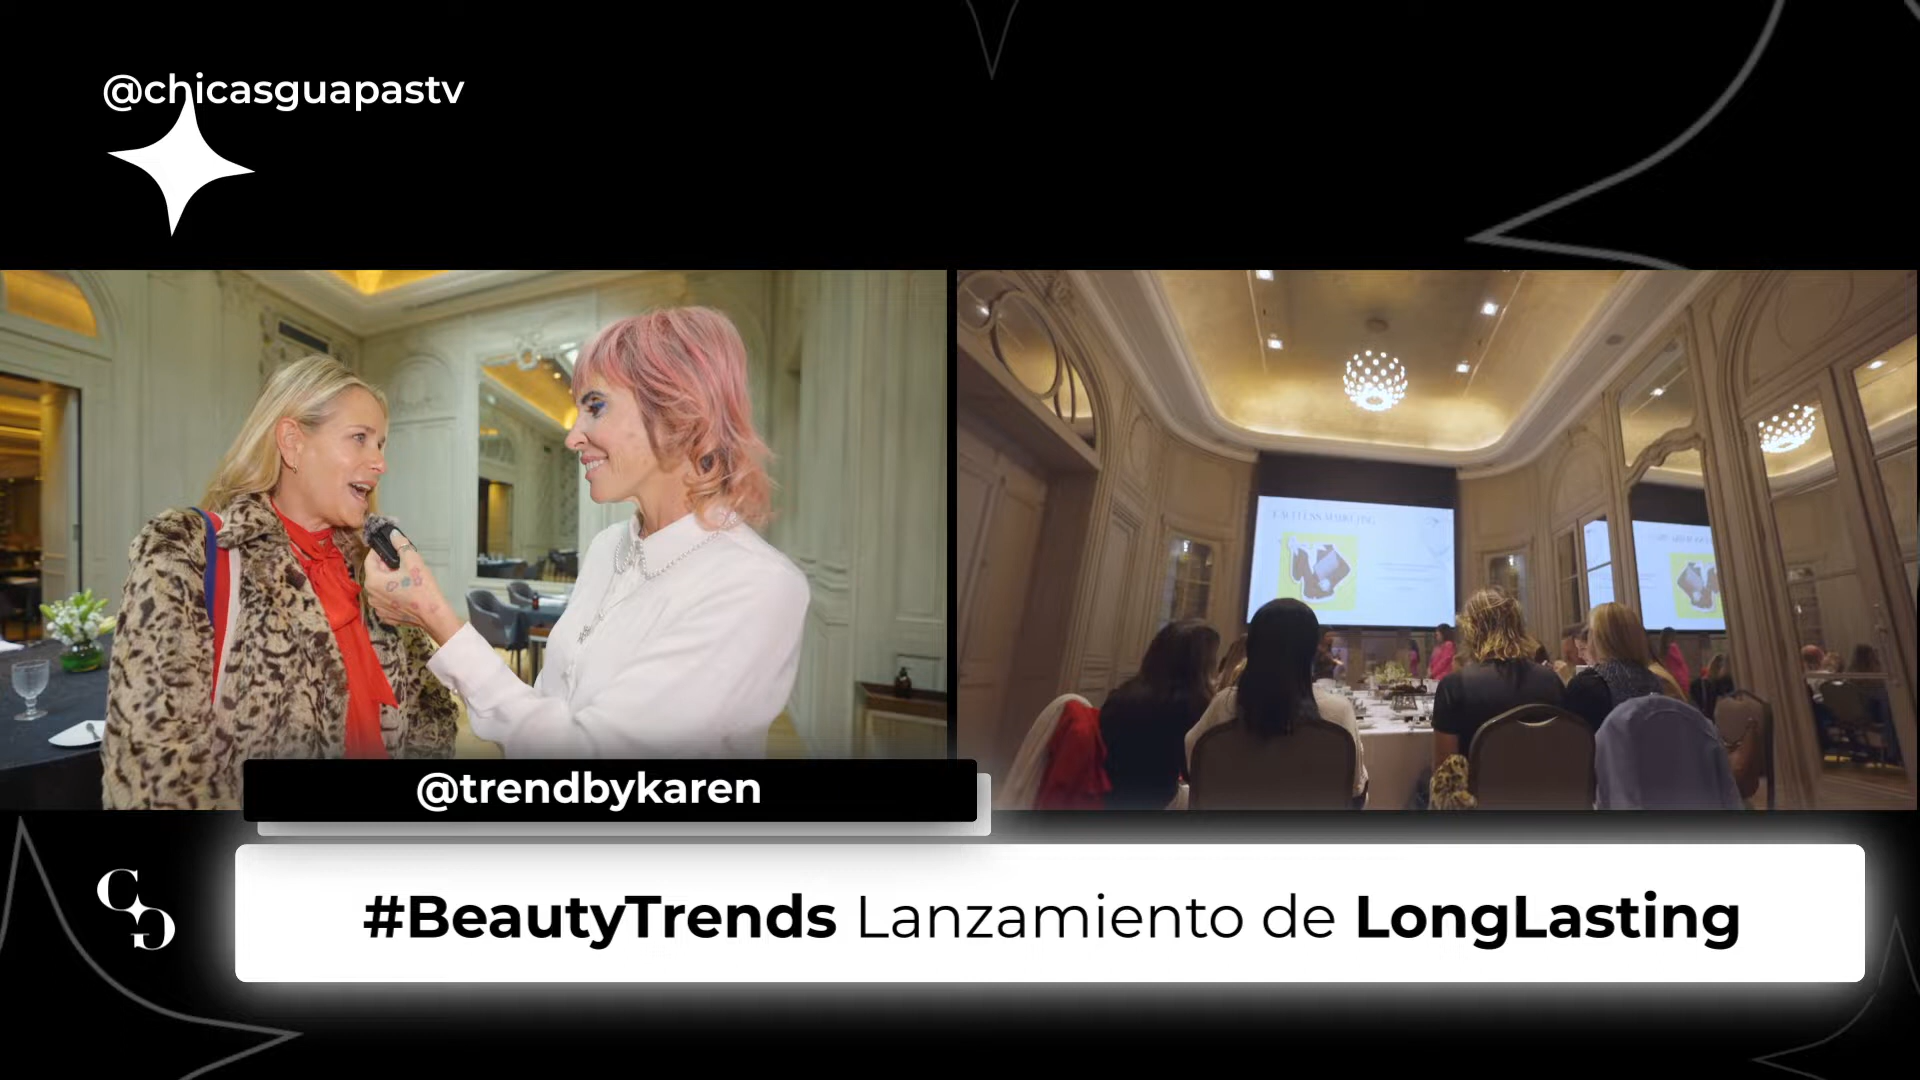 @chicasguapastv
@trendbykaren
#BeautyTrends Lanzamiento de LongLasting